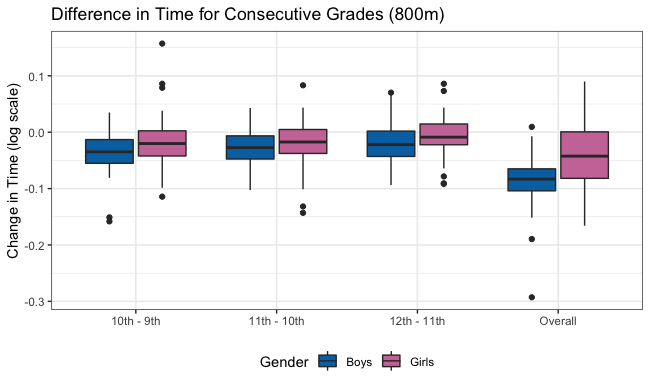 Difference in Time for Consecutive Grades (800m)
Change in Time (log scale)
0.1
0.0
-0.1
-0.2
-0.3
10th - 9th
11th - 10th
12th - 11th
Overall
Gender
Boys
Girls